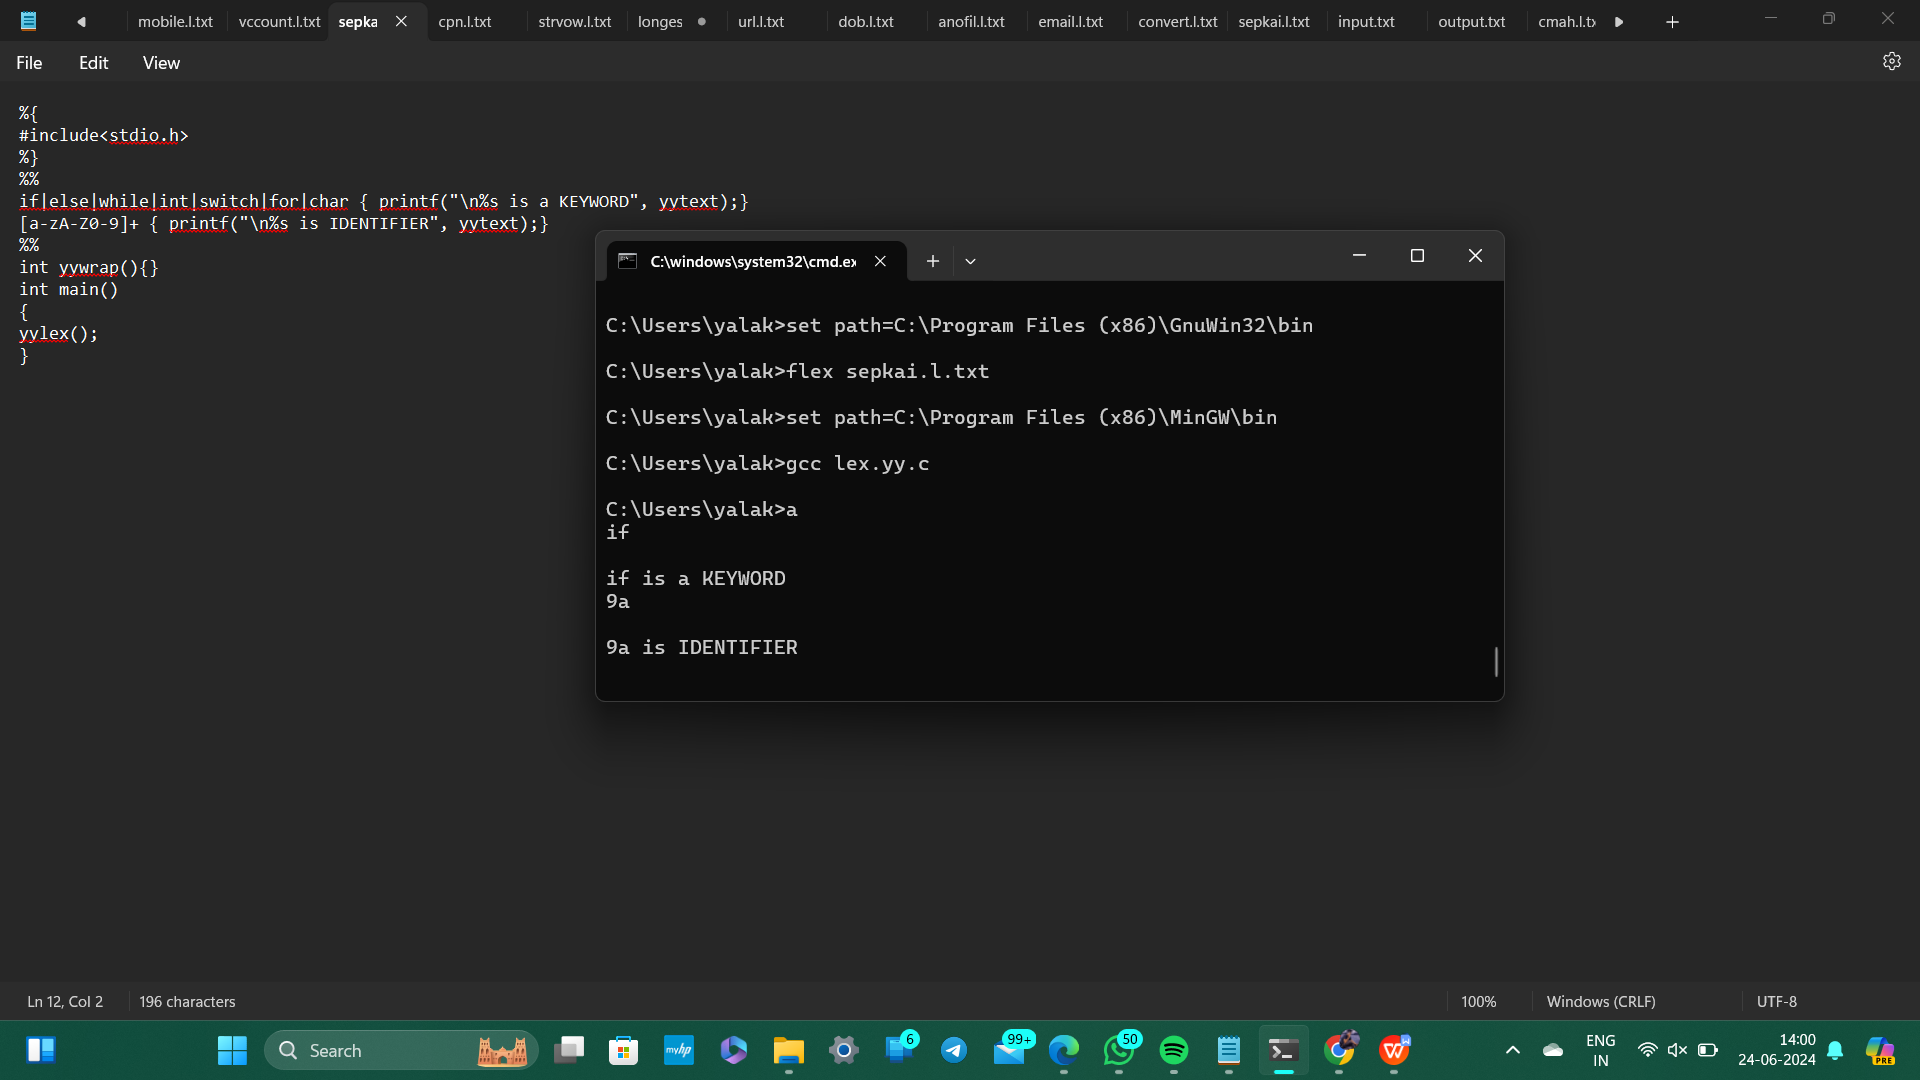 mobile.l.txt vccount.l.txt sepka cpn.l.txt strvow.l.txt longes url.l.txt dob.l.txt anofil.l.txt email.l.txt convert.l.txt sepkai.l.txt input.txt output.txt cmah.l.tx
File Edit View
%{
#include<stdio.h>
%}
%%
if|else|while|int|switch|for|char { printf("\n%s is a KEYWORD", yytext);}
[a-zA-Z0-9]+ { printf("\n%s is IDENTIFIER", yytext);}
%%
int yywrap(){}
int main()
{
yylex();
}
C:\windows\system32\cmd.ex
C:\Users\yalak>set path=C:\Program Files (x86)\GnuWin32\bin
C:\Users\yalak>flex sepkai.l.txt
C:\Users\yalak>set path=C:\Program Files (x86)\MinGW\bin
C:\Users\yalak>gcc lex.yy.c
C:\Users\yalak>a
if
if is a KEYWORD
9a
9a is IDENTIFIER
Ln 12, Col 2 196 characters 100% Windows (CRLF) UTF-8
Search myhp 6 99+ 50 W ENG 14:00
IN 24-06-2024 PRE